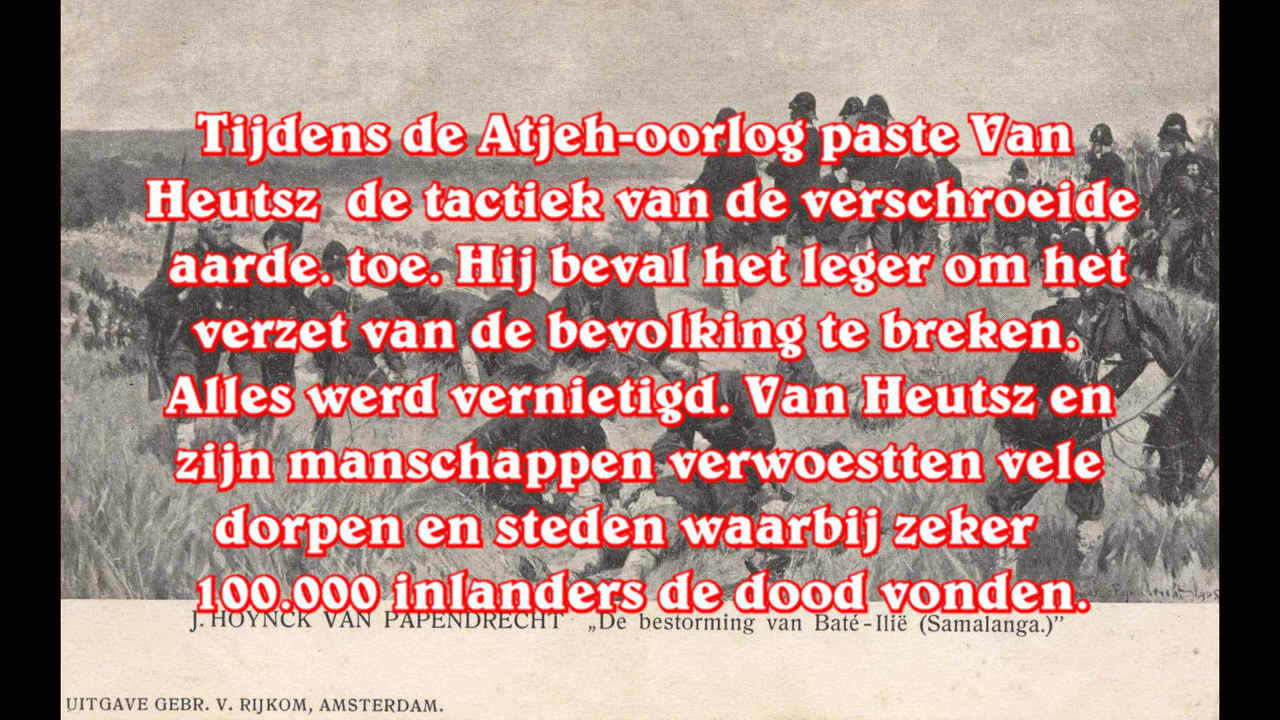 Tijdens de Atjeh-oorlog paste Van
Heutsz de tactiek van de verschroeide
aarde. toe. Hij beval het leger om het
verzet van de bevolking te breken.
Alles werd vernietigd. Van Heutsz en
zijn manschappen verwoestten vele
dorpen en steden waarbij zeker
100.000 inlanders de dood vonden.
J. HOYNCK VAN PAPENDRECHT „De bestorming van Baté-Ilië (Samalanga.)”
UITGAVE GEBR. V. RIJKOM, AMSTERDAM.